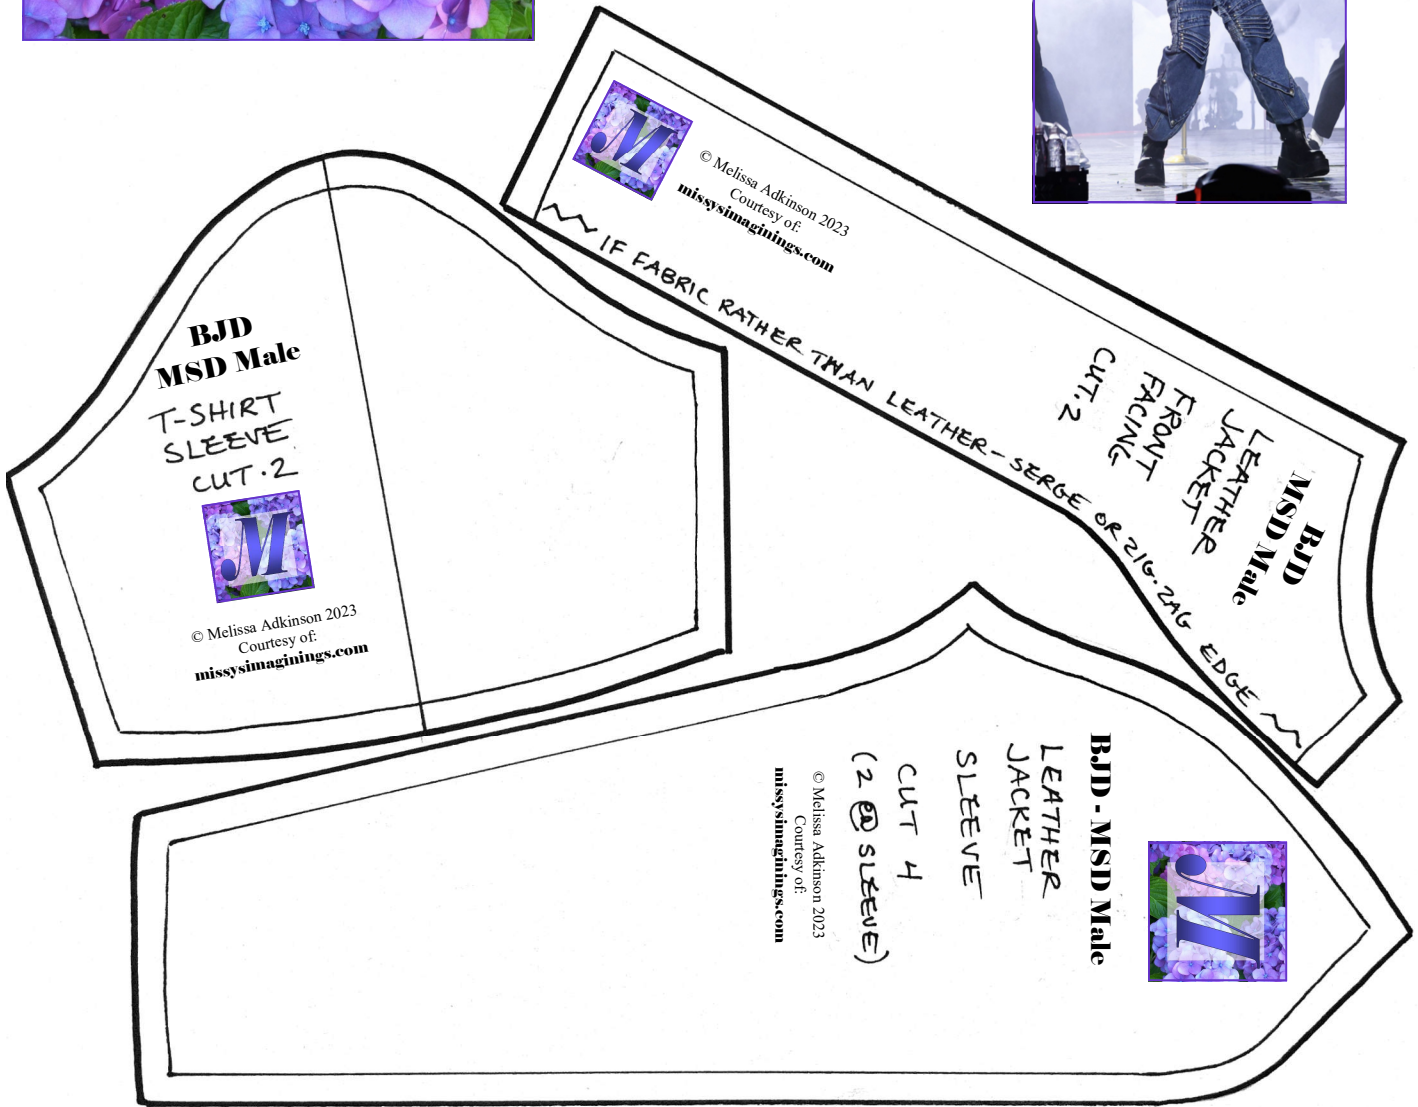 M
© Melissa Adkinson 2023
Courtesy of:
missysimaginings.com
IF FABRIC RATHER THAN LEATHER - SERGE OR ZIG.ZAG EDGE
BJD
MSD Male
LEATHER
JACKET
FRONT
FACING
CUT.2
BJD
MSD Male
T-SHIRT
SLEEVE
CUT.2
M
© Melissa Adkinson 2023
Courtesy of:
missysimaginings.com
M
BJD - MSD Male
LEATHER
JACKET
SLEEVE
CUT 4
(2 @ SLEEVE)
© Melissa Adkinson 2023
Courtesy of:
missysimaginings.com